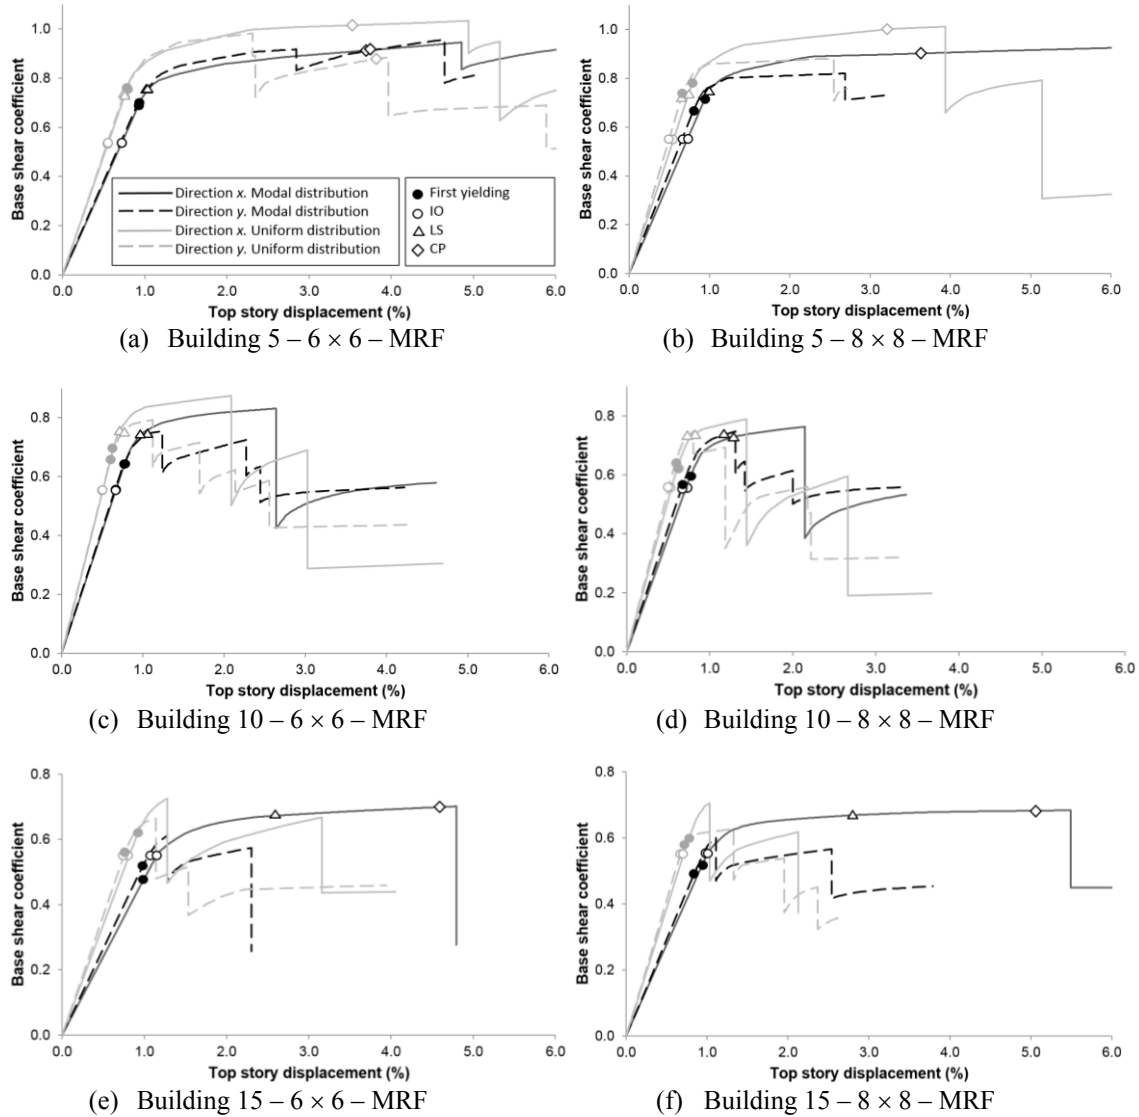 Base shear coefficient
1.0
0.8
0.6
0.4
0.2
0.0
Direction x. Modal distribution
Direction y. Modal distribution
Direction x. Uniform distribution
Direction y. Uniform distribution
First yielding
IO
LS
CP
0.0 1.0 2.0 3.0 4.0 5.0 6.0
Top story displacement (%)
(a) Building 5 – 6 × 6 – MRF
Base shear coefficient
1.0
0.8
0.6
0.4
0.2
0.0
0.0 1.0 2.0 3.0 4.0 5.0 6.0
Top story displacement (%)
(b) Building 5 – 8 × 8 – MRF
Base shear coefficient
0.8
0.6
0.4
0.2
0.0
0.0 1.0 2.0 3.0 4.0 5.0 6.0
Top story displacement (%)
(c) Building 10 – 6 × 6 – MRF
Base shear coefficient
0.8
0.6
0.4
0.2
0.0
0.0 1.0 2.0 3.0 4.0 5.0 6.0
Top story displacement (%)
(d) Building 10 – 8 × 8 – MRF
Base shear coefficient
0.8
0.6
0.4
0.2
0.0
0.0 1.0 2.0 3.0 4.0 5.0 6.0
Top story displacement (%)
(e) Building 15 – 6 × 6 – MRF
Base shear coefficient
0.8
0.6
0.4
0.2
0.0
0.0 1.0 2.0 3.0 4.0 5.0 6.0
Top story displacement (%)
(f) Building 15 – 8 × 8 – MRF